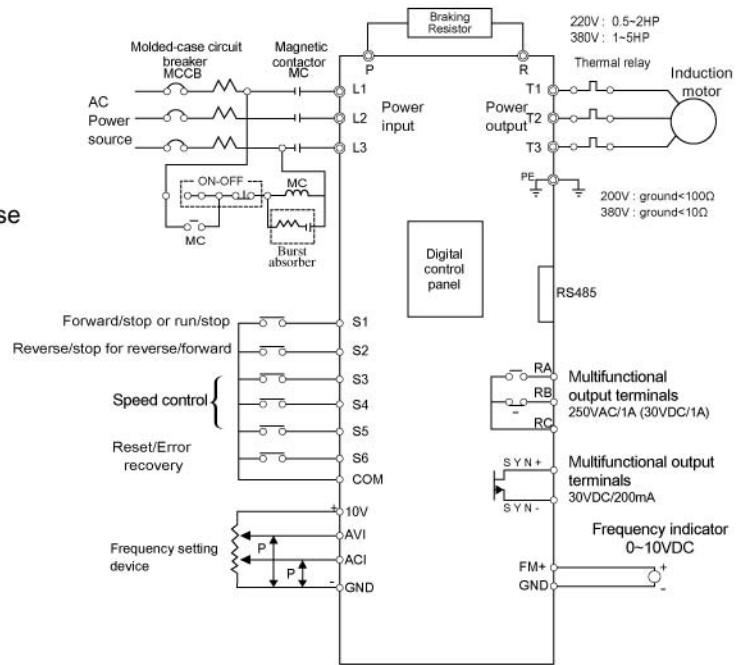 Braking
Resistor
220V : 0.5~2HP
380V : 1~5HP
Molded-case circuit
breaker
MCCB
Magnetic
contactor
MC
P
R
Thermal relay
Induction
motor
AC
Power
source
L1
L2
L3
Power
input
Power
output
T1
T2
T3
PE
200V : ground<100Ω
380V : ground<10Ω
ON-OFF
MC
MC
Burst
absorber
se
Digital
control
panel
RS485
Forward/stop or run/stop
S1
Reverse/stop for reverse/forward
S2
S3
Speed control
S4
S5
Reset/Error
recovery
S6
COM
RA
RB
RC
Multifunctional
output terminals
250VAC/1A (30VDC/1A)
SYN+
SYN-
Multifunctional output
terminals
30VDC/200mA
+
10V
AVI
ACI
-
GND
P
P
Frequency setting
device
Frequency indicator
0~10VDC
FM+
GND
+
-